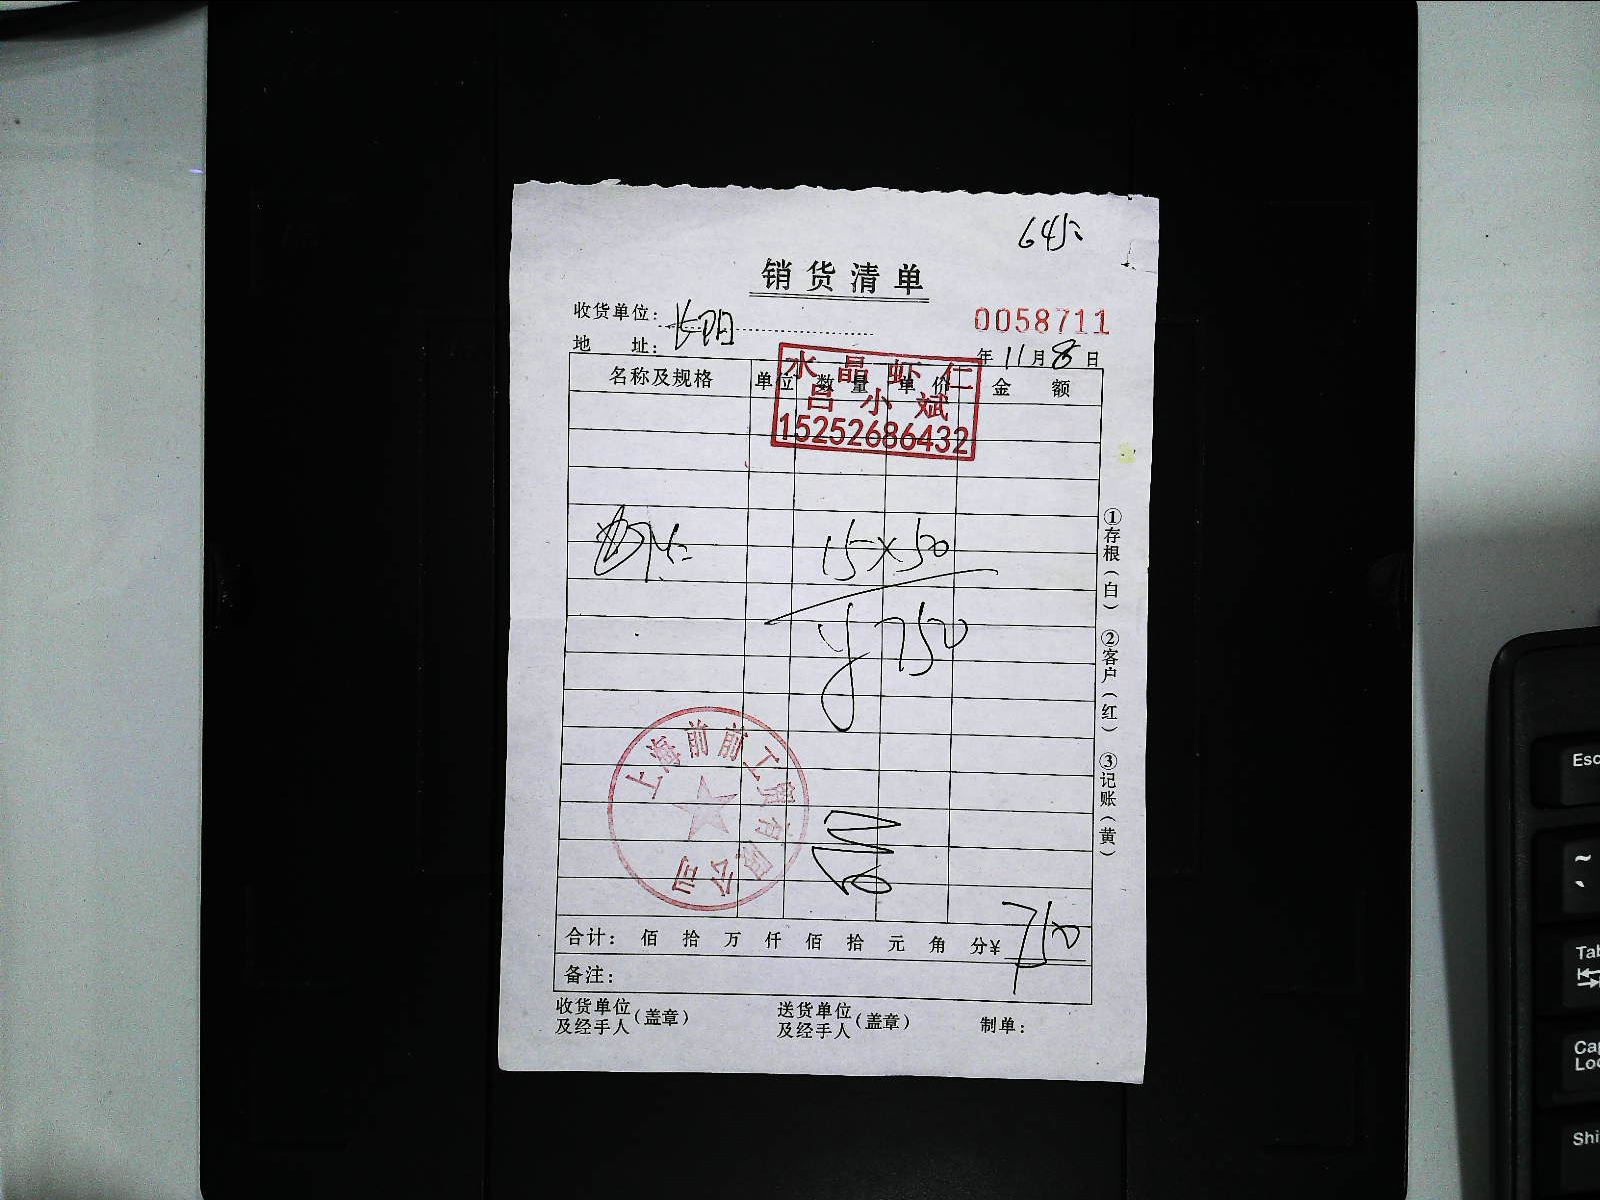 销货清单
收货单位：
0058711
地 址：
年 11 月 8 日
水晶虾仁
吕小斌
15252686432
名称及规格 单位 数量 单价 金额
15×50
¥750
上海前前工贸有限公司
合计： 佰 拾 万 仟 佰 拾 元 角 分¥ 750
备注：
收货单位及经手人（盖章） 送货单位及经手人（盖章） 制单：
①存根（白） ②客户（红） ③记账（黄）
Esc
~
`
Tab
Cap
Loc
Shi